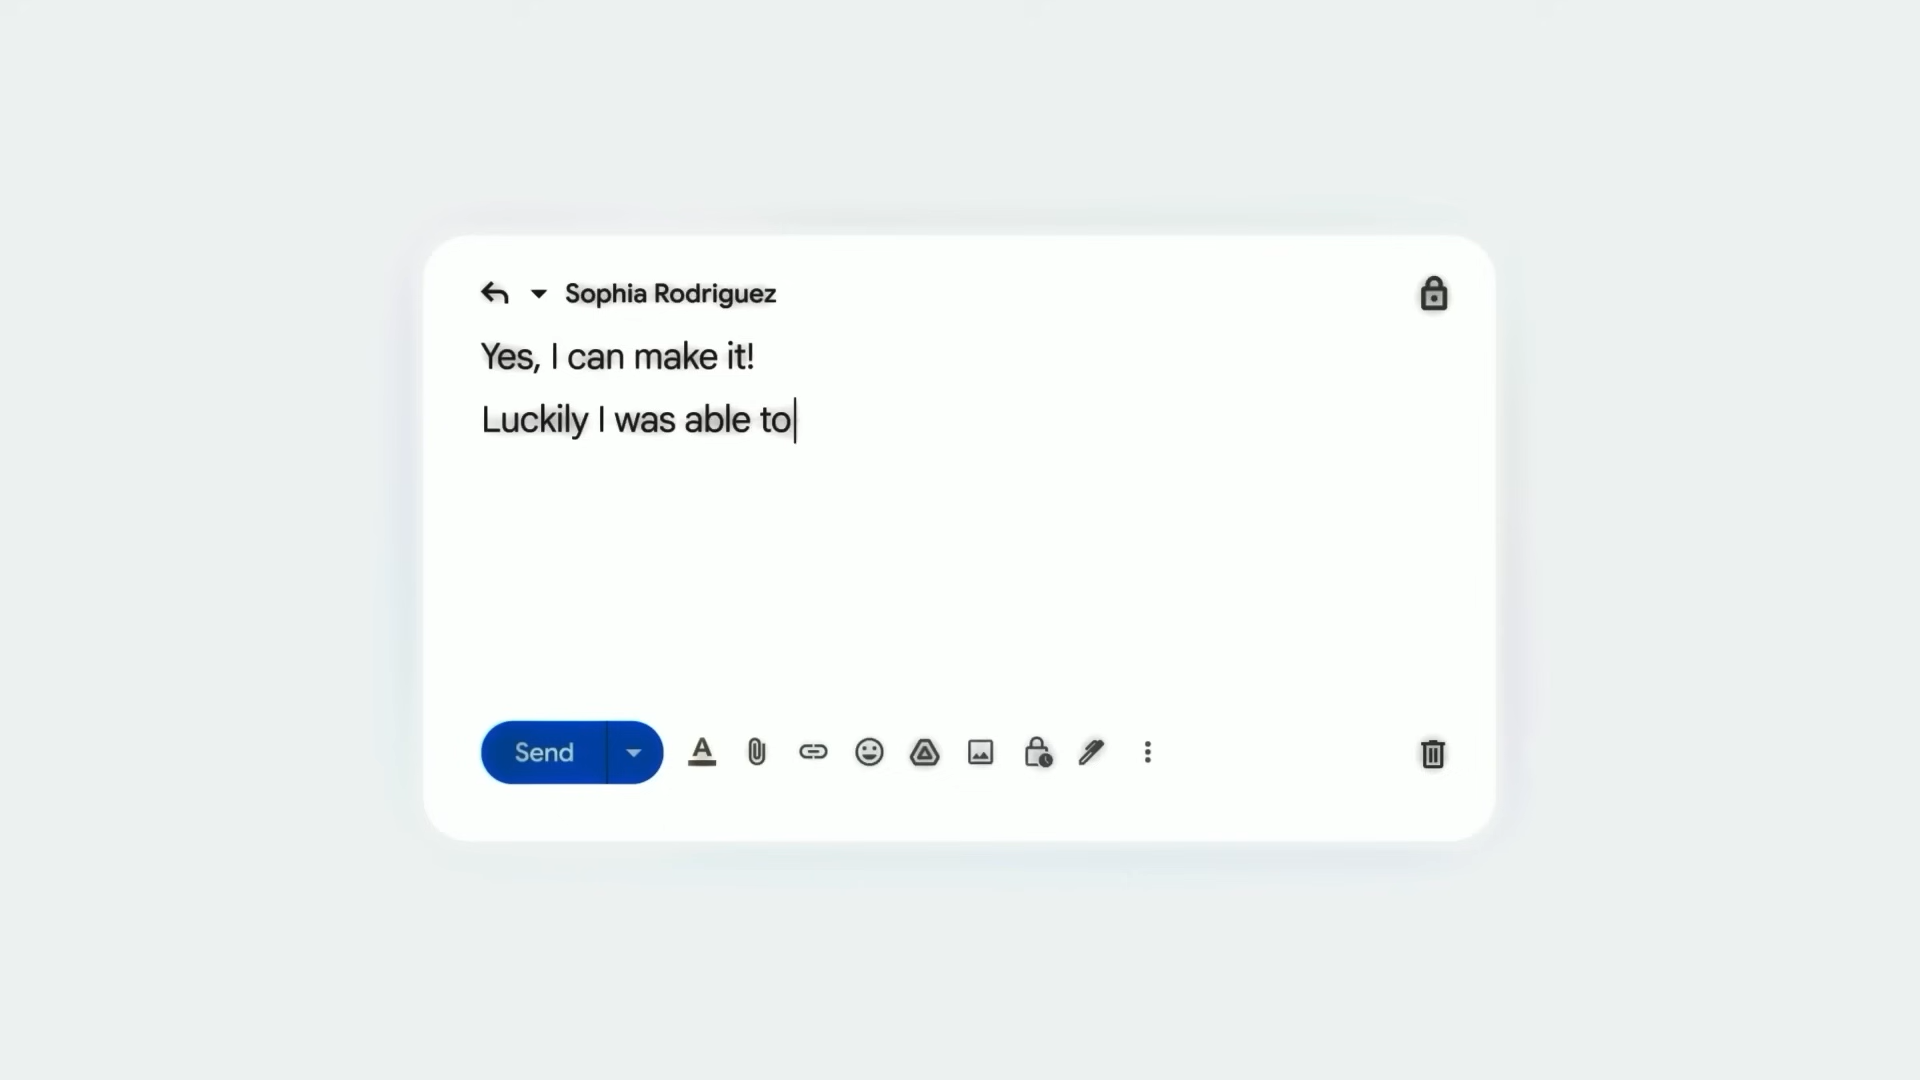 Sophia Rodriguez
Yes, I can make it!
Luckily I was able to
Send